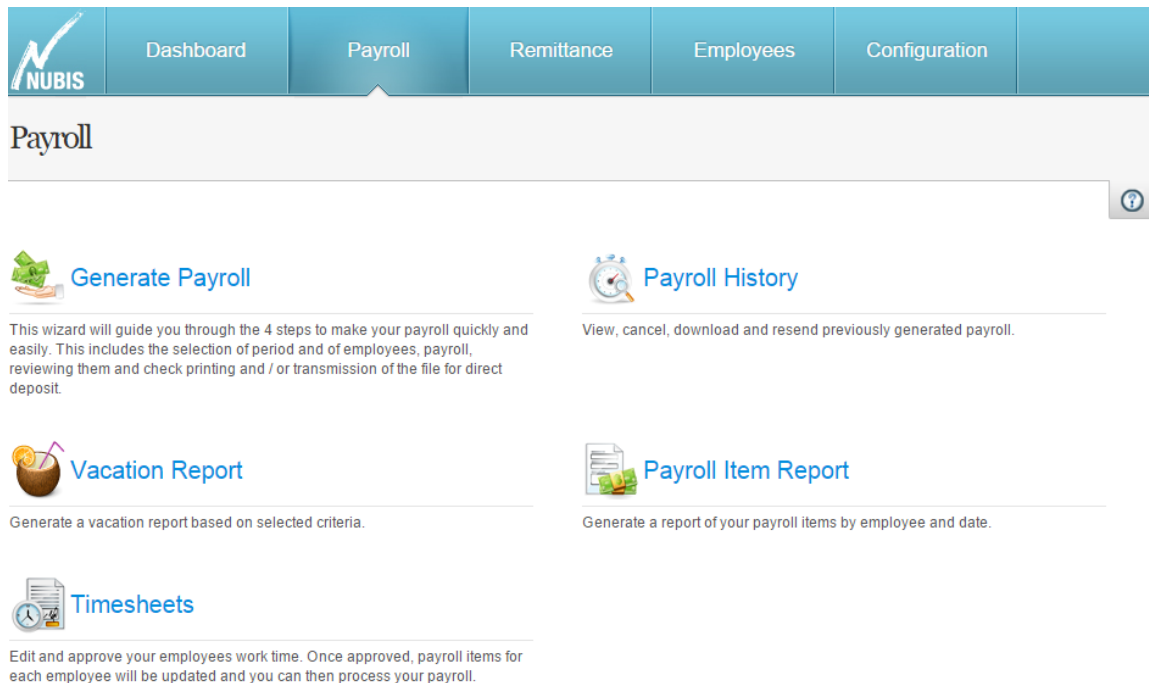 NUBIS
Dashboard
Payroll
Remittance
Employees
Configuration
Payroll
?
Generate Payroll
This wizard will guide you through the 4 steps to make your payroll quickly and
easily. This includes the selection of period and of employees, payroll,
reviewing them and check printing and / or transmission of the file for direct
deposit.
Payroll History
View, cancel, download and resend previously generated payroll.
Vacation Report
Generate a vacation report based on selected criteria.
Payroll Item Report
Generate a report of your payroll items by employee and date.
Timesheets
Edit and approve your employees work time. Once approved, payroll items for
each employee will be updated and you can then process your payroll.